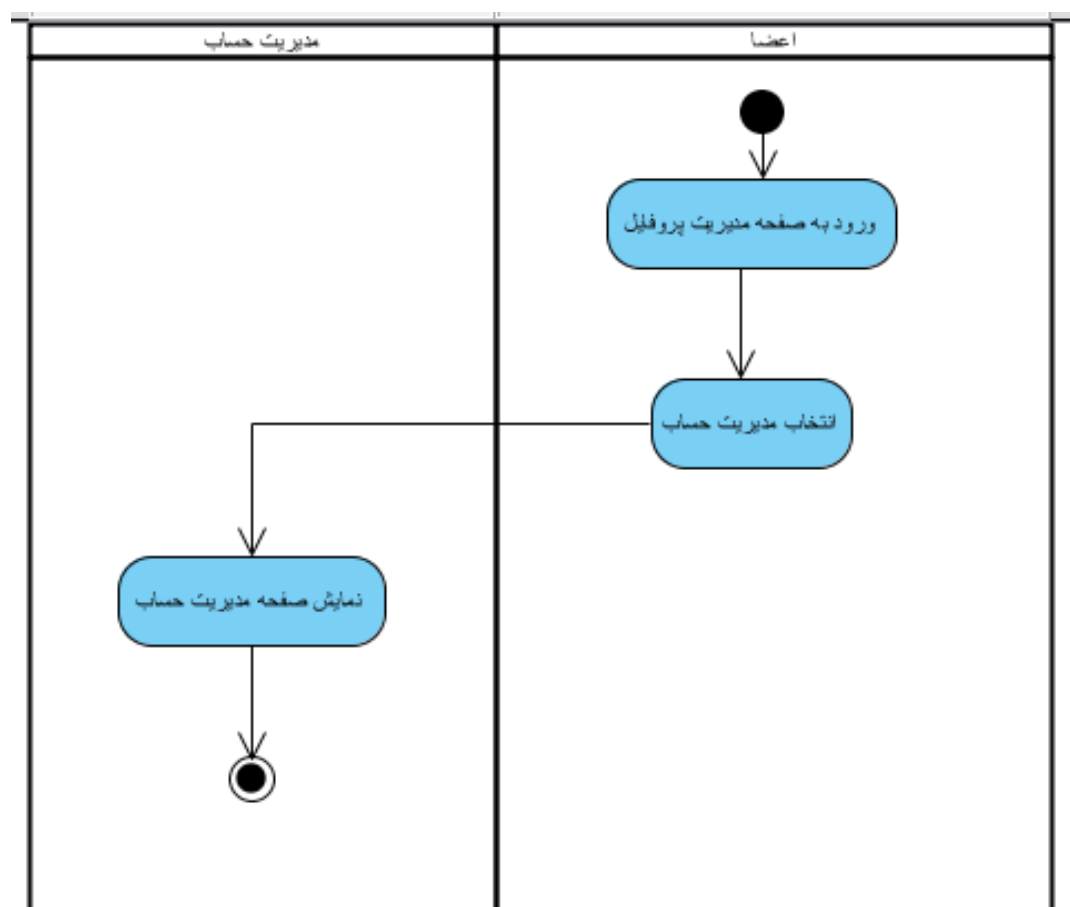 اعضا
مدیریت حساب
ورود به صفحه مدیریت پروفایل
انتخاب مدیریت حساب
نمایش صفحه مدیریت حساب